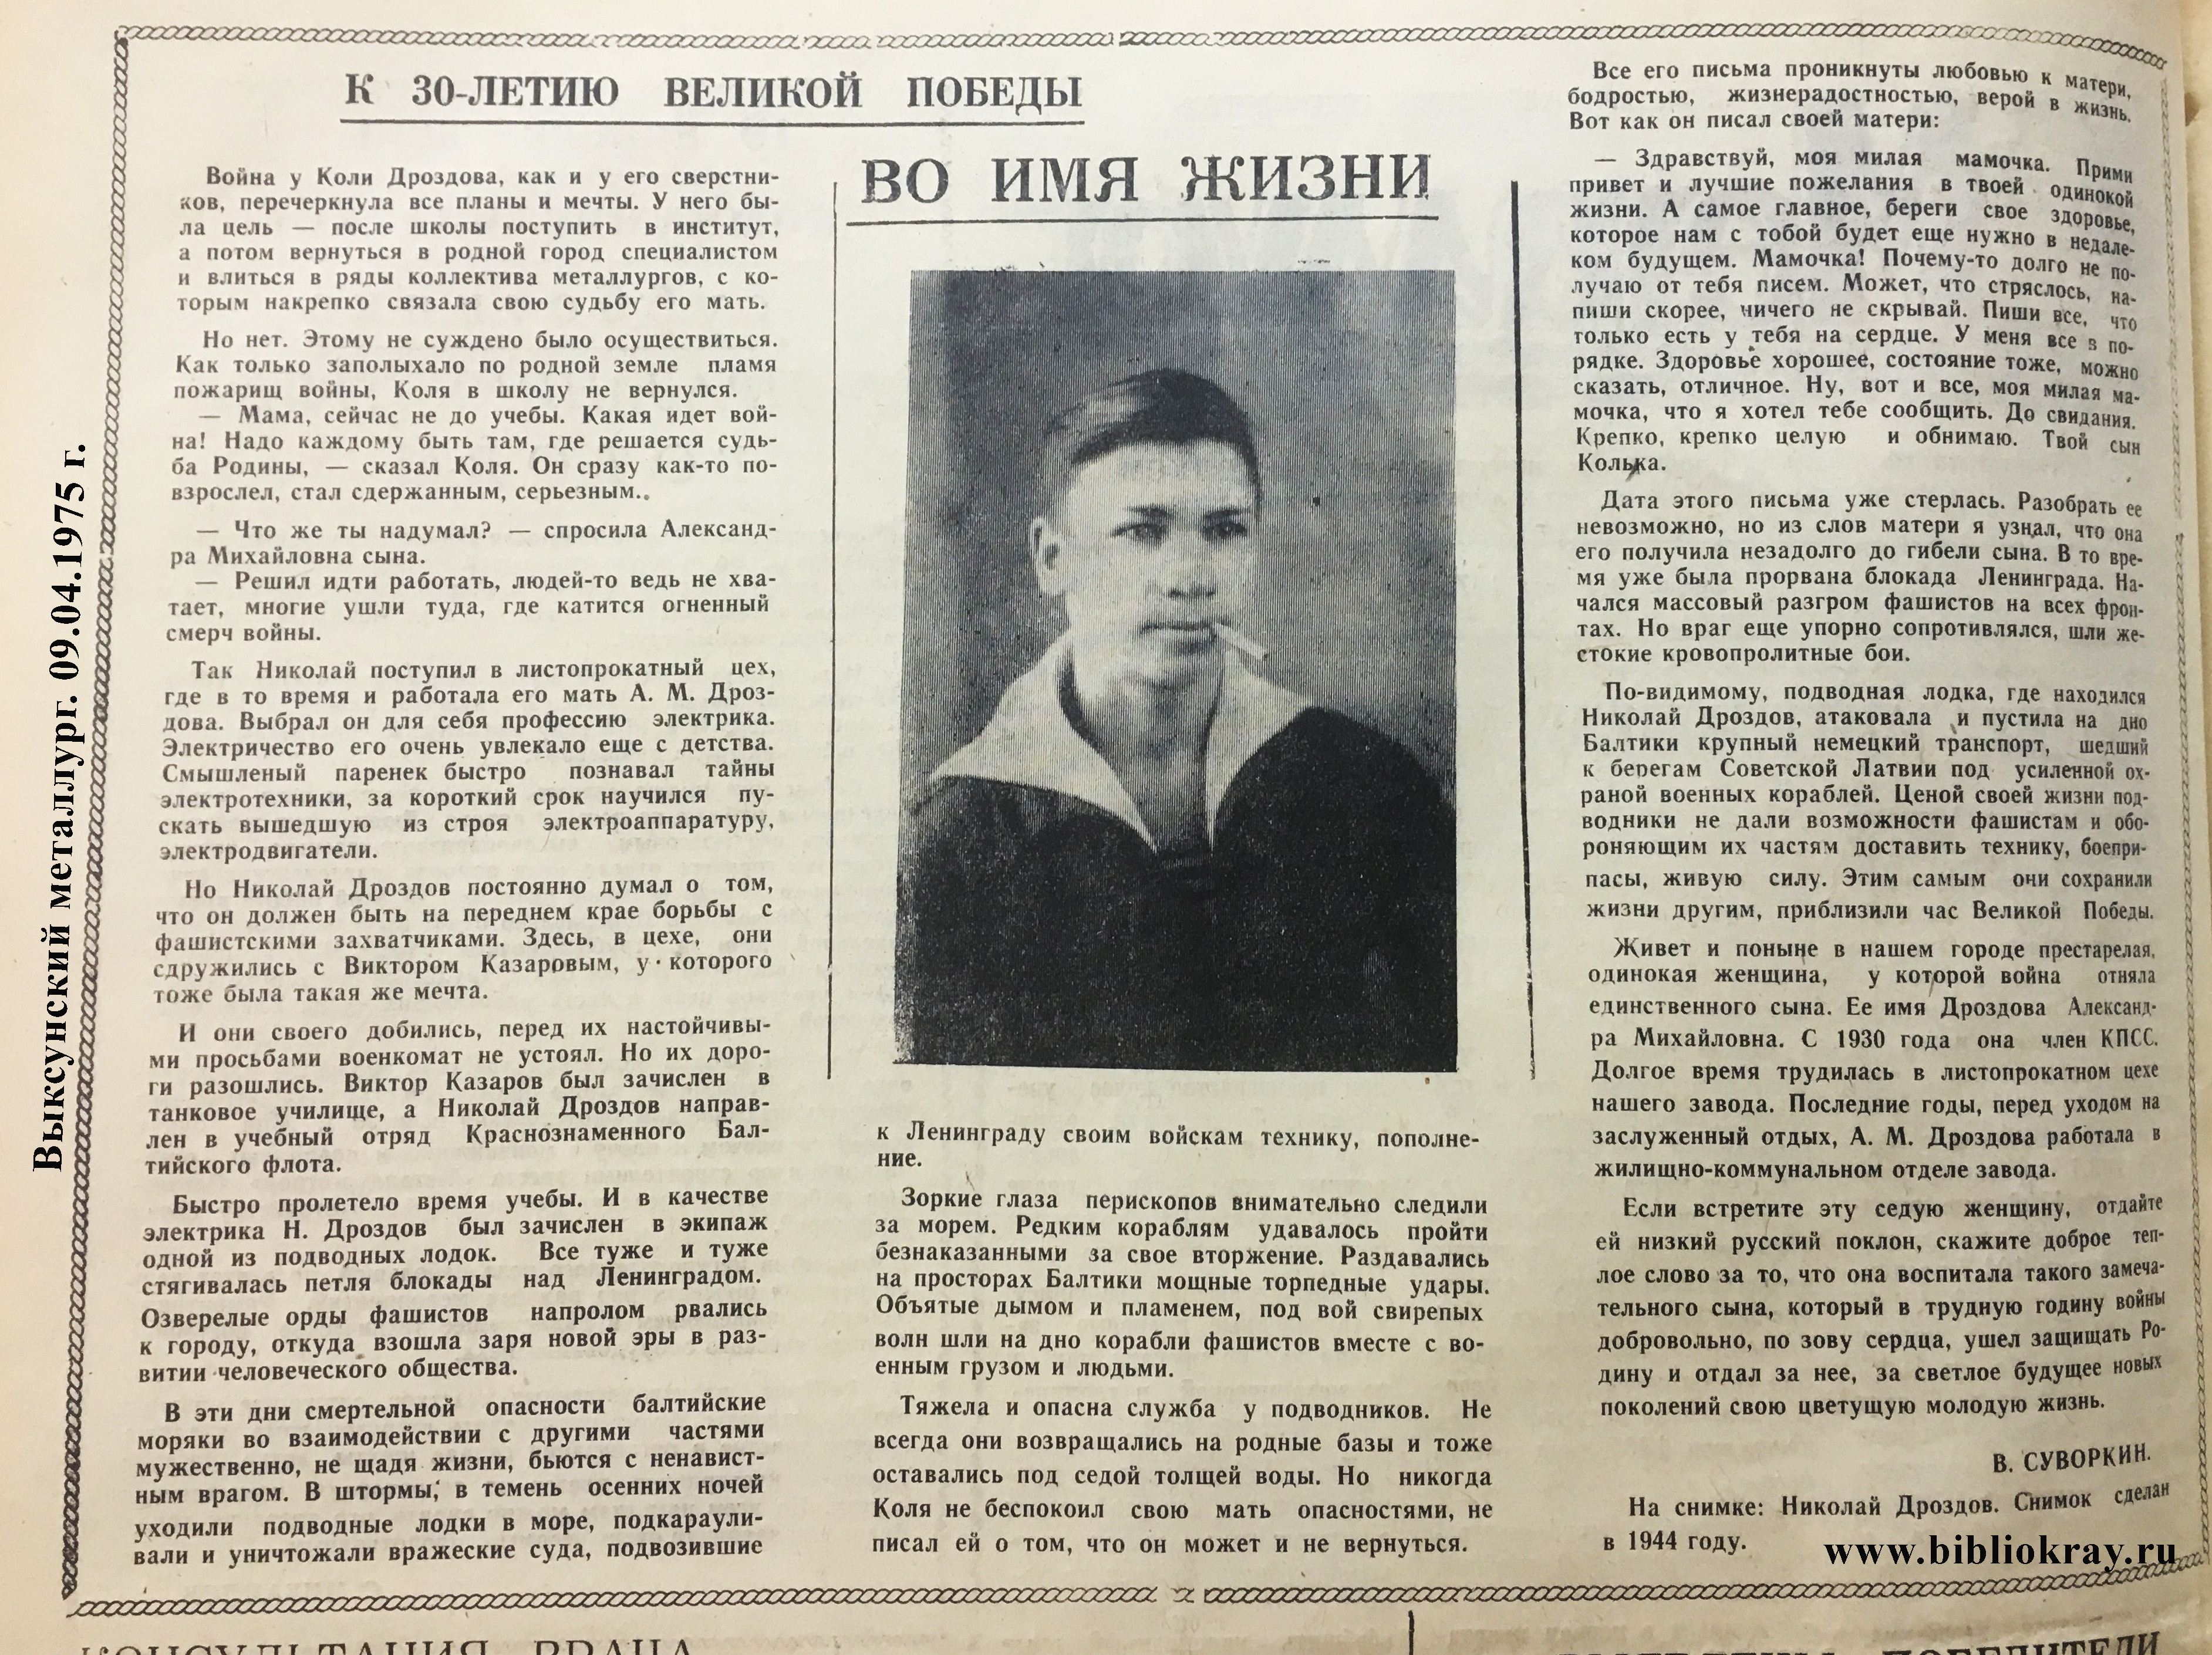 К 30-ЛЕТИЮ ВЕЛИКОЙ ПОБЕДЫ
ВО ИМЯ ЖИЗНИ
Война у Коли Дроздова, как и у его сверстни-
ков, перечеркнула все планы и мечты. У него бы-
ла цель — после школы поступить в институт,
а потом вернуться в родной город специалистом
и влиться в ряды коллектива металлургов, с ко-
торым накрепко связала свою судьбу его мать.
Но нет. Этому не суждено было осуществиться.
Как только заполыхало по родной земле пламя
пожарищ войны, Коля в школу не вернулся.
— Мама, сейчас не до учебы. Какая идет вой-
на! Надо каждому быть там, где решается судь-
ба Родины, — сказал Коля. Он сразу как-то по-
взрослел, стал сдержанным, серьезным..
— Что же ты надумал? — спросила Александ-
ра Михайловна сына.
— Решил идти работать, людей-то ведь не хва-
тает, многие ушли туда, где катится огненный
смерч войны.
Так Николай поступил в листопрокатный цех,
где в то время и работала его мать А. М. Дроз-
дова. Выбрал он для себя профессию электрика.
Электричество его очень увлекало еще с детства.
Смышленый паренек быстро познавал тайны
электротехники, за короткий срок научился пу-
скать вышедшую из строя электроаппаратуру,
электродвигатели.
Но Николай Дроздов постоянно думал о том,
что он должен быть на переднем крае борьбы с
фашистскими захватчиками. Здесь, в цехе, они
сдружились с Виктором Казаровым, у которого
тоже была такая же мечта.
И они своего добились, перед их настойчивы-
ми просьбами военкомат не устоял. Но их доро-
ги разошлись. Виктор Казаров был зачислен в
танковое училище, а Николай Дроздов направ-
лен в учебный отряд Краснознаменного Бал-
тийского флота.
Быстро пролетело время учебы. И в качестве
электрика Н. Дроздов был зачислен в экипаж
одной из подводных лодок. Все туже и туже
стягивалась петля блокады над Ленинградом.
Озверелые орды фашистов напролом рвались
к городу, откуда взошла заря новой эры в раз-
витии человеческого общества.
В эти дни смертельной опасности балтийские
моряки во взаимодействии с другими частями
мужественно, не щадя жизни, бьются с ненавист-
ным врагом. В штормы, в темень осенних ночей
уходили подводные лодки в море, подкараули-
вали и уничтожали вражеские суда, подвозившие
к Ленинграду своим войскам технику, пополне-
ние.
Зоркие глаза перископов внимательно следили
за морем. Редким кораблям удавалось пройти
безнаказанными за свое вторжение. Раздавались
на просторах Балтики мощные торпедные удары.
Объятые дымом и пламенем, под вой свирепых
волн шли на дно корабли фашистов вместе с во-
енным грузом и людьми.
Тяжела и опасна служба у подводников. Не
всегда они возвращались на родные базы и тоже
оставались под седой толщей воды. Но никогда
Коля не беспокоил свою мать опасностями, не
писал ей о том, что он может и не вернуться.
Все его письма проникнуты любовью к матери,
бодростью, жизнерадостностью, верой в жизнь.
Вот как он писал своей матери:
— Здравствуй, моя милая мамочка. Прими
привет и лучшие пожелания в твоей одинокой
жизни. А самое главное, береги свое здоровье,
которое нам с тобой будет еще нужно в недале-
ком будущем. Мамочка! Почему-то долго не по-
лучаю от тебя писем. Может, что стряслось, на-
пиши скорее, ничего не скрывай. Пиши все, что
только есть у тебя на сердце. У меня все в по-
рядке. Здоровье хорошее, состояние тоже, можно
сказать, отличное. Ну, вот и все, моя милая ма-
мочка, что я хотел тебе сообщить. До свидания.
Крепко, крепко целую и обнимаю. Твой сын
Колька.
Дата этого письма уже стерлась. Разобрать ее
невозможно, но из слов матери я узнал, что она
его получила незадолго до гибели сына. В то вре-
мя уже была прорвана блокада Ленинграда. На-
чался массовый разгром фашистов на всех фрон-
тах. Но враг еще упорно сопротивлялся, шли же-
стокие кровопролитные бои.
По-видимому, подводная лодка, где находился
Николай Дроздов, атаковала и пустила на дно
Балтики крупный немецкий транспорт, шедший
к берегам Советской Латвии под усиленной ох-
раной военных кораблей. Ценой своей жизни под-
водники не дали возможности фашистам и обо-
роняющим их частям доставить технику, боепри-
пасы, живую силу. Этим самым они сохранили
жизни другим, приблизили час Великой Победы.
Живет и поныне в нашем городе престарелая,
одинокая женщина, у которой война отняла
единственного сына. Ее имя Дроздова Александ-
ра Михайловна. С 1930 года она член КПСС.
Долгое время трудилась в листопрокатном цехе
нашего завода. Последние годы, перед уходом на
заслуженный отдых, А. М. Дроздова работала в
жилищно-коммунальном отделе завода.
Если встретите эту седую женщину, отдайте
ей низкий русский поклон, скажите доброе теп-
лое слово за то, что она воспитала такого замеча-
тельного сына, который в трудную годину войны
добровольно, по зову сердца, ушел защищать Ро-
дину и отдал за нее, за светлое будущее новых
поколений свою цветущую молодую жизнь.
В. СУВОРКИН.
На снимке: Николай Дроздов. Снимок сделан
в 1944 году.
www.bibliokray.ru
Выксунский металлург. 09.04.1975 г.
КОНСУЛЬТАЦИЯ ВРАЧА
ПОБЕДИТЕЛИ